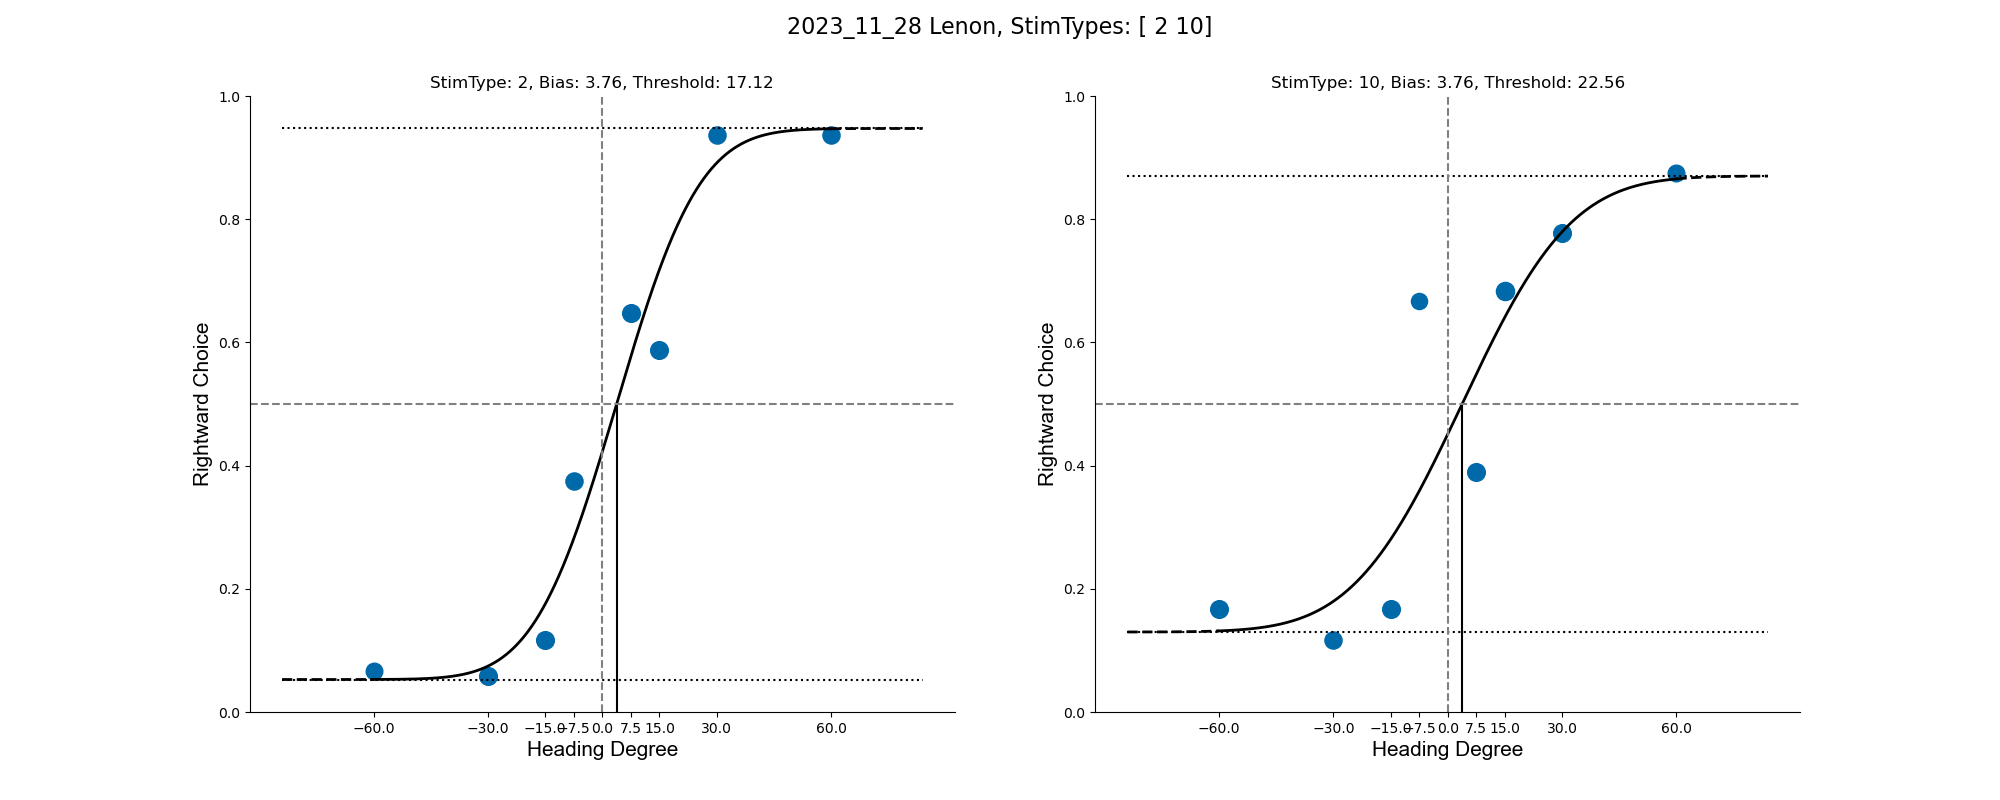 2023_11_28 Lenon, StimTypes: [ 2 10]
StimType: 2, Bias: 3.76, Threshold: 17.12
1.0
0.8
0.6
0.4
0.2
0.0
Rightward Choice
−60.0 −30.0 −15.0 −7.5 0.0 7.5 15.0 30.0 60.0
Heading Degree
StimType: 10, Bias: 3.76, Threshold: 22.56
1.0
0.8
0.6
0.4
0.2
0.0
Rightward Choice
−60.0 −30.0 −15.0 −7.5 0.0 7.5 15.0 30.0 60.0
Heading Degree